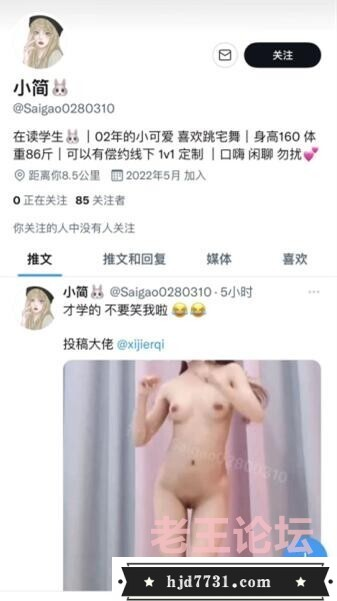 关注
小简🐰
@Saigao0280310
在读学生🐰｜02年的小可爱 喜欢跳宅舞｜身高160 体
重86斤｜可以有偿约线下 1v1 定制 ｜口嗨 闲聊 勿扰💕
距离你8.5公里 2022年5月 加入
0 正在关注 85 关注者
你关注的人中没有人关注
推文 推文和回复 媒体 喜欢
小简🐰 @Saigao0280310 · 5小时
才学的 不要笑我啦 😂😂
投稿大佬 @xijierqi
@Saigao0280310
老王论坛
★ hjd7731.com ★